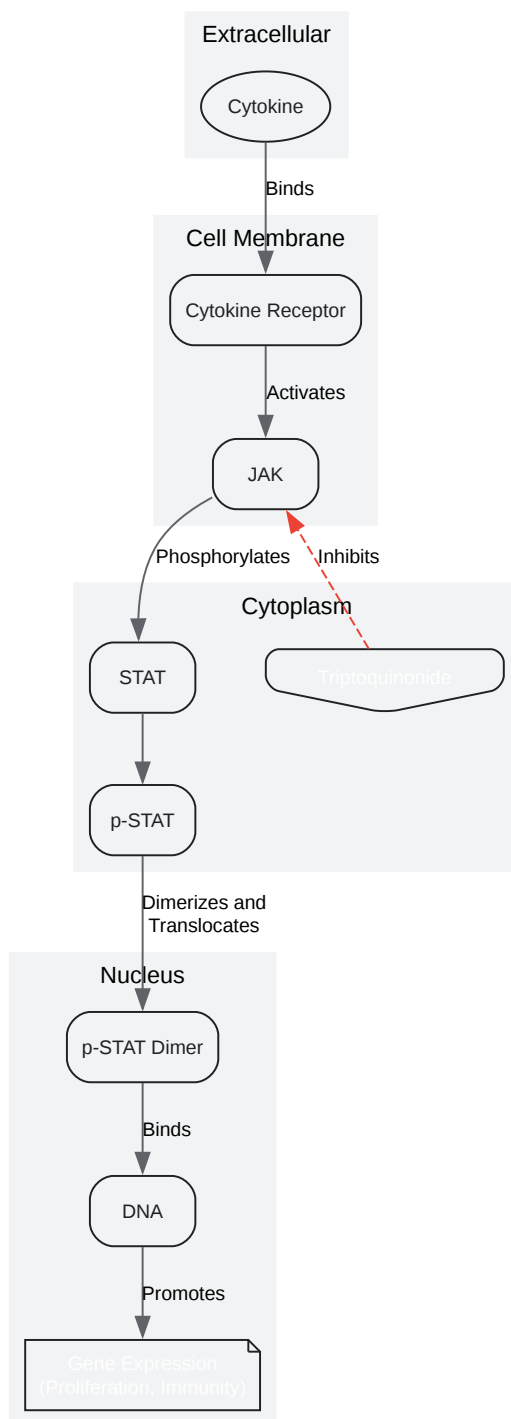 Extracellular
Cytokine
Binds
Cell Membrane
Cytokine Receptor
Activates
JAK
Phosphorylates
Inhibits
Cytoplasm
STAT
Triptoquinonide
p-STAT
Dimerizes and
Translocates
Nucleus
p-STAT Dimer
Binds
DNA
Promotes
Gene Expression
(Proliferation, Immunity)